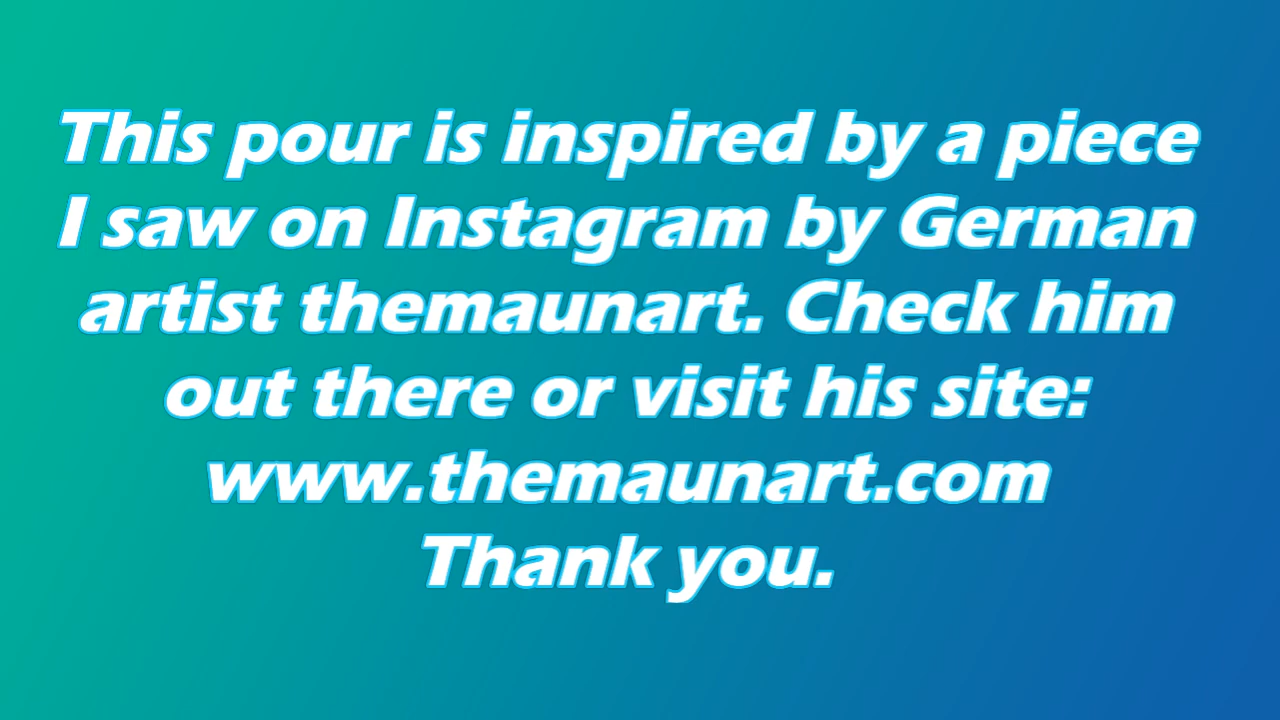 This pour is inspired by a piece
I saw on Instagram by German
artist themaunart. Check him
out there or visit his site:
www.themaunart.com
Thank you.